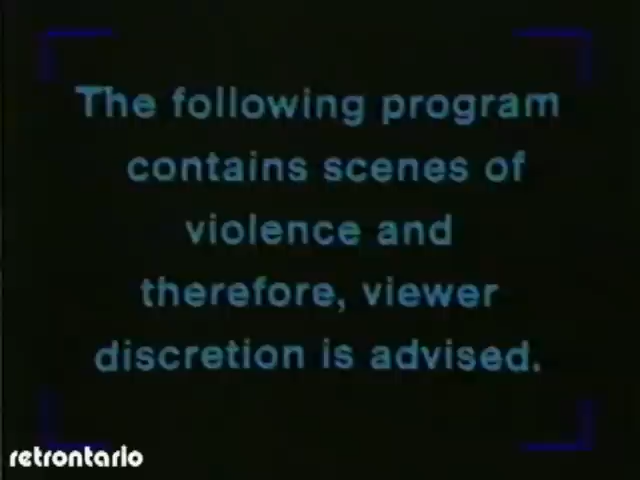 The following program
contains scenes of
violence and
therefore, viewer
discretion is advised.
retrontario